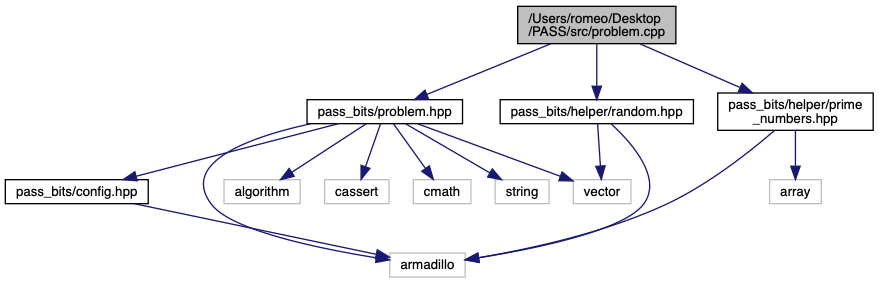 /Users/romeo/Desktop
/PASS/src/problem.cpp
pass_bits/problem.hpp
pass_bits/helper/random.hpp
pass_bits/helper/prime
_numbers.hpp
pass_bits/config.hpp
algorithm
cassert
cmath
string
vector
array
armadillo